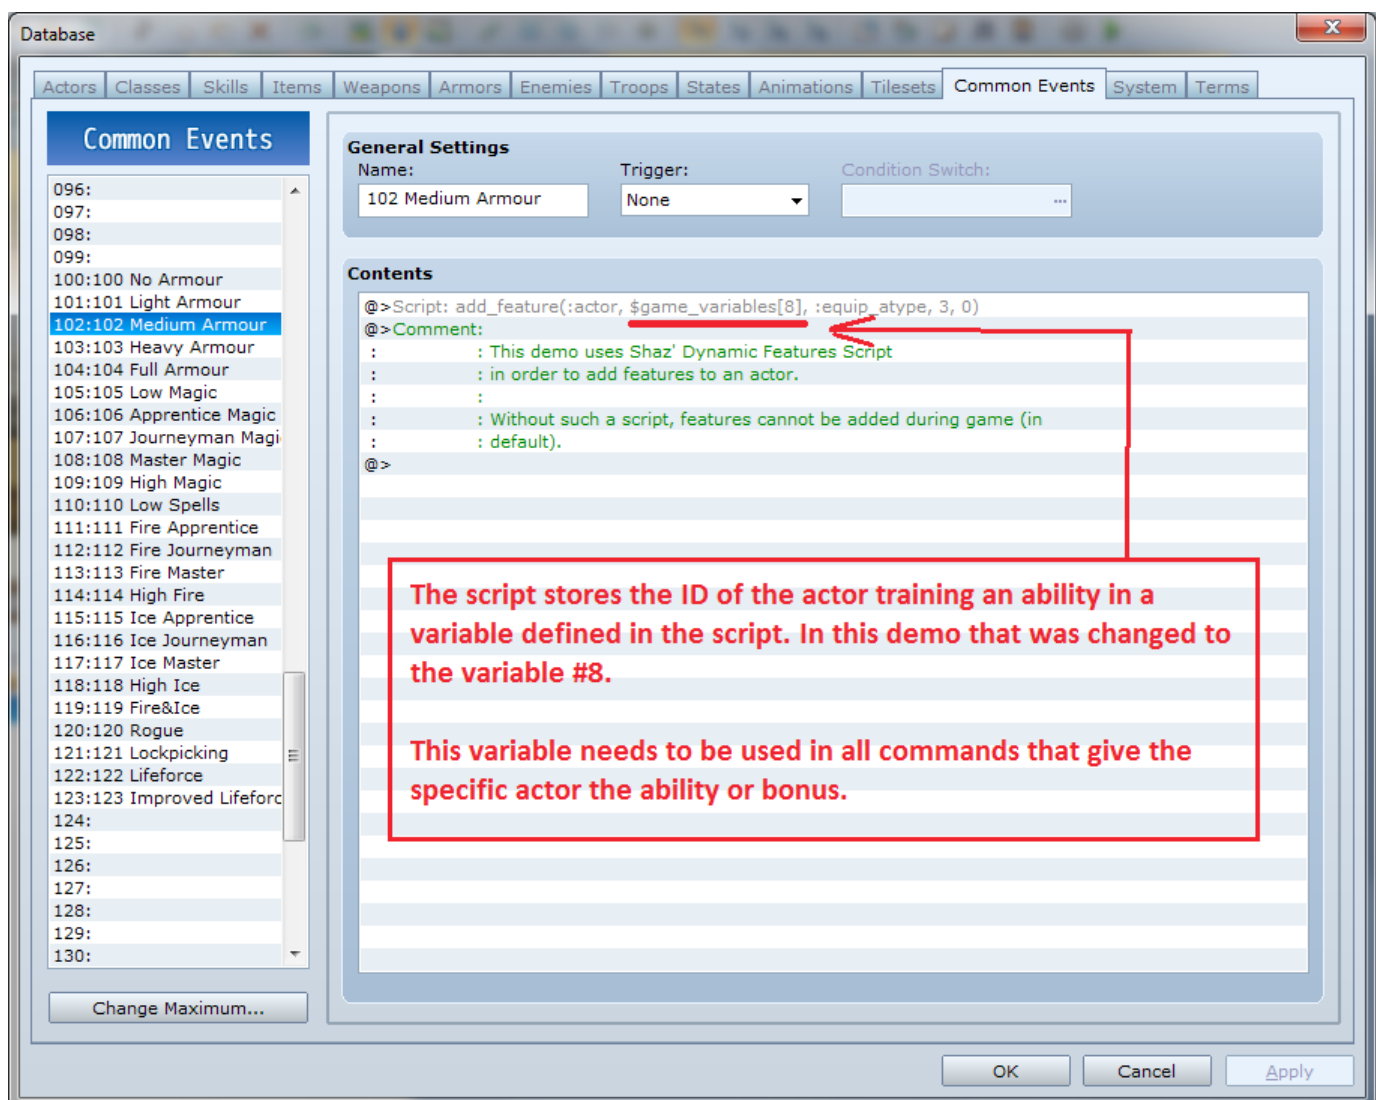 Database
X
Actors Classes Skills Items Weapons Armors Enemies Troops States Animations Tilesets Common Events System Terms
Common Events
096:
097:
098:
099:
100:100 No Armour
101:101 Light Armour
102:102 Medium Armour
103:103 Heavy Armour
104:104 Full Armour
105:105 Low Magic
106:106 Apprentice Magic
107:107 Journeyman Magi
108:108 Master Magic
109:109 High Magic
110:110 Low Spells
111:111 Fire Apprentice
112:112 Fire Journeyman
113:113 Fire Master
114:114 High Fire
115:115 Ice Apprentice
116:116 Ice Journeyman
117:117 Ice Master
118:118 High Ice
119:119 Fire&Ice
120:120 Rogue
121:121 Lockpicking
122:122 Lifeforce
123:123 Improved Lifeforc
124:
125:
126:
127:
128:
129:
130:
Change Maximum...
General Settings
Name: Trigger: Condition Switch:
102 Medium Armour None ...
Contents
@>Script: add_feature(:actor, $game_variables[8], :equip_atype, 3, 0)
@>Comment:
: : This demo uses Shaz' Dynamic Features Script
: : in order to add features to an actor.
: :
: : Without such a script, features cannot be added during game (in
: : default).
@>
The script stores the ID of the actor training an ability in a
variable defined in the script. In this demo that was changed to
the variable #8.
This variable needs to be used in all commands that give the
specific actor the ability or bonus.
OK Cancel Apply